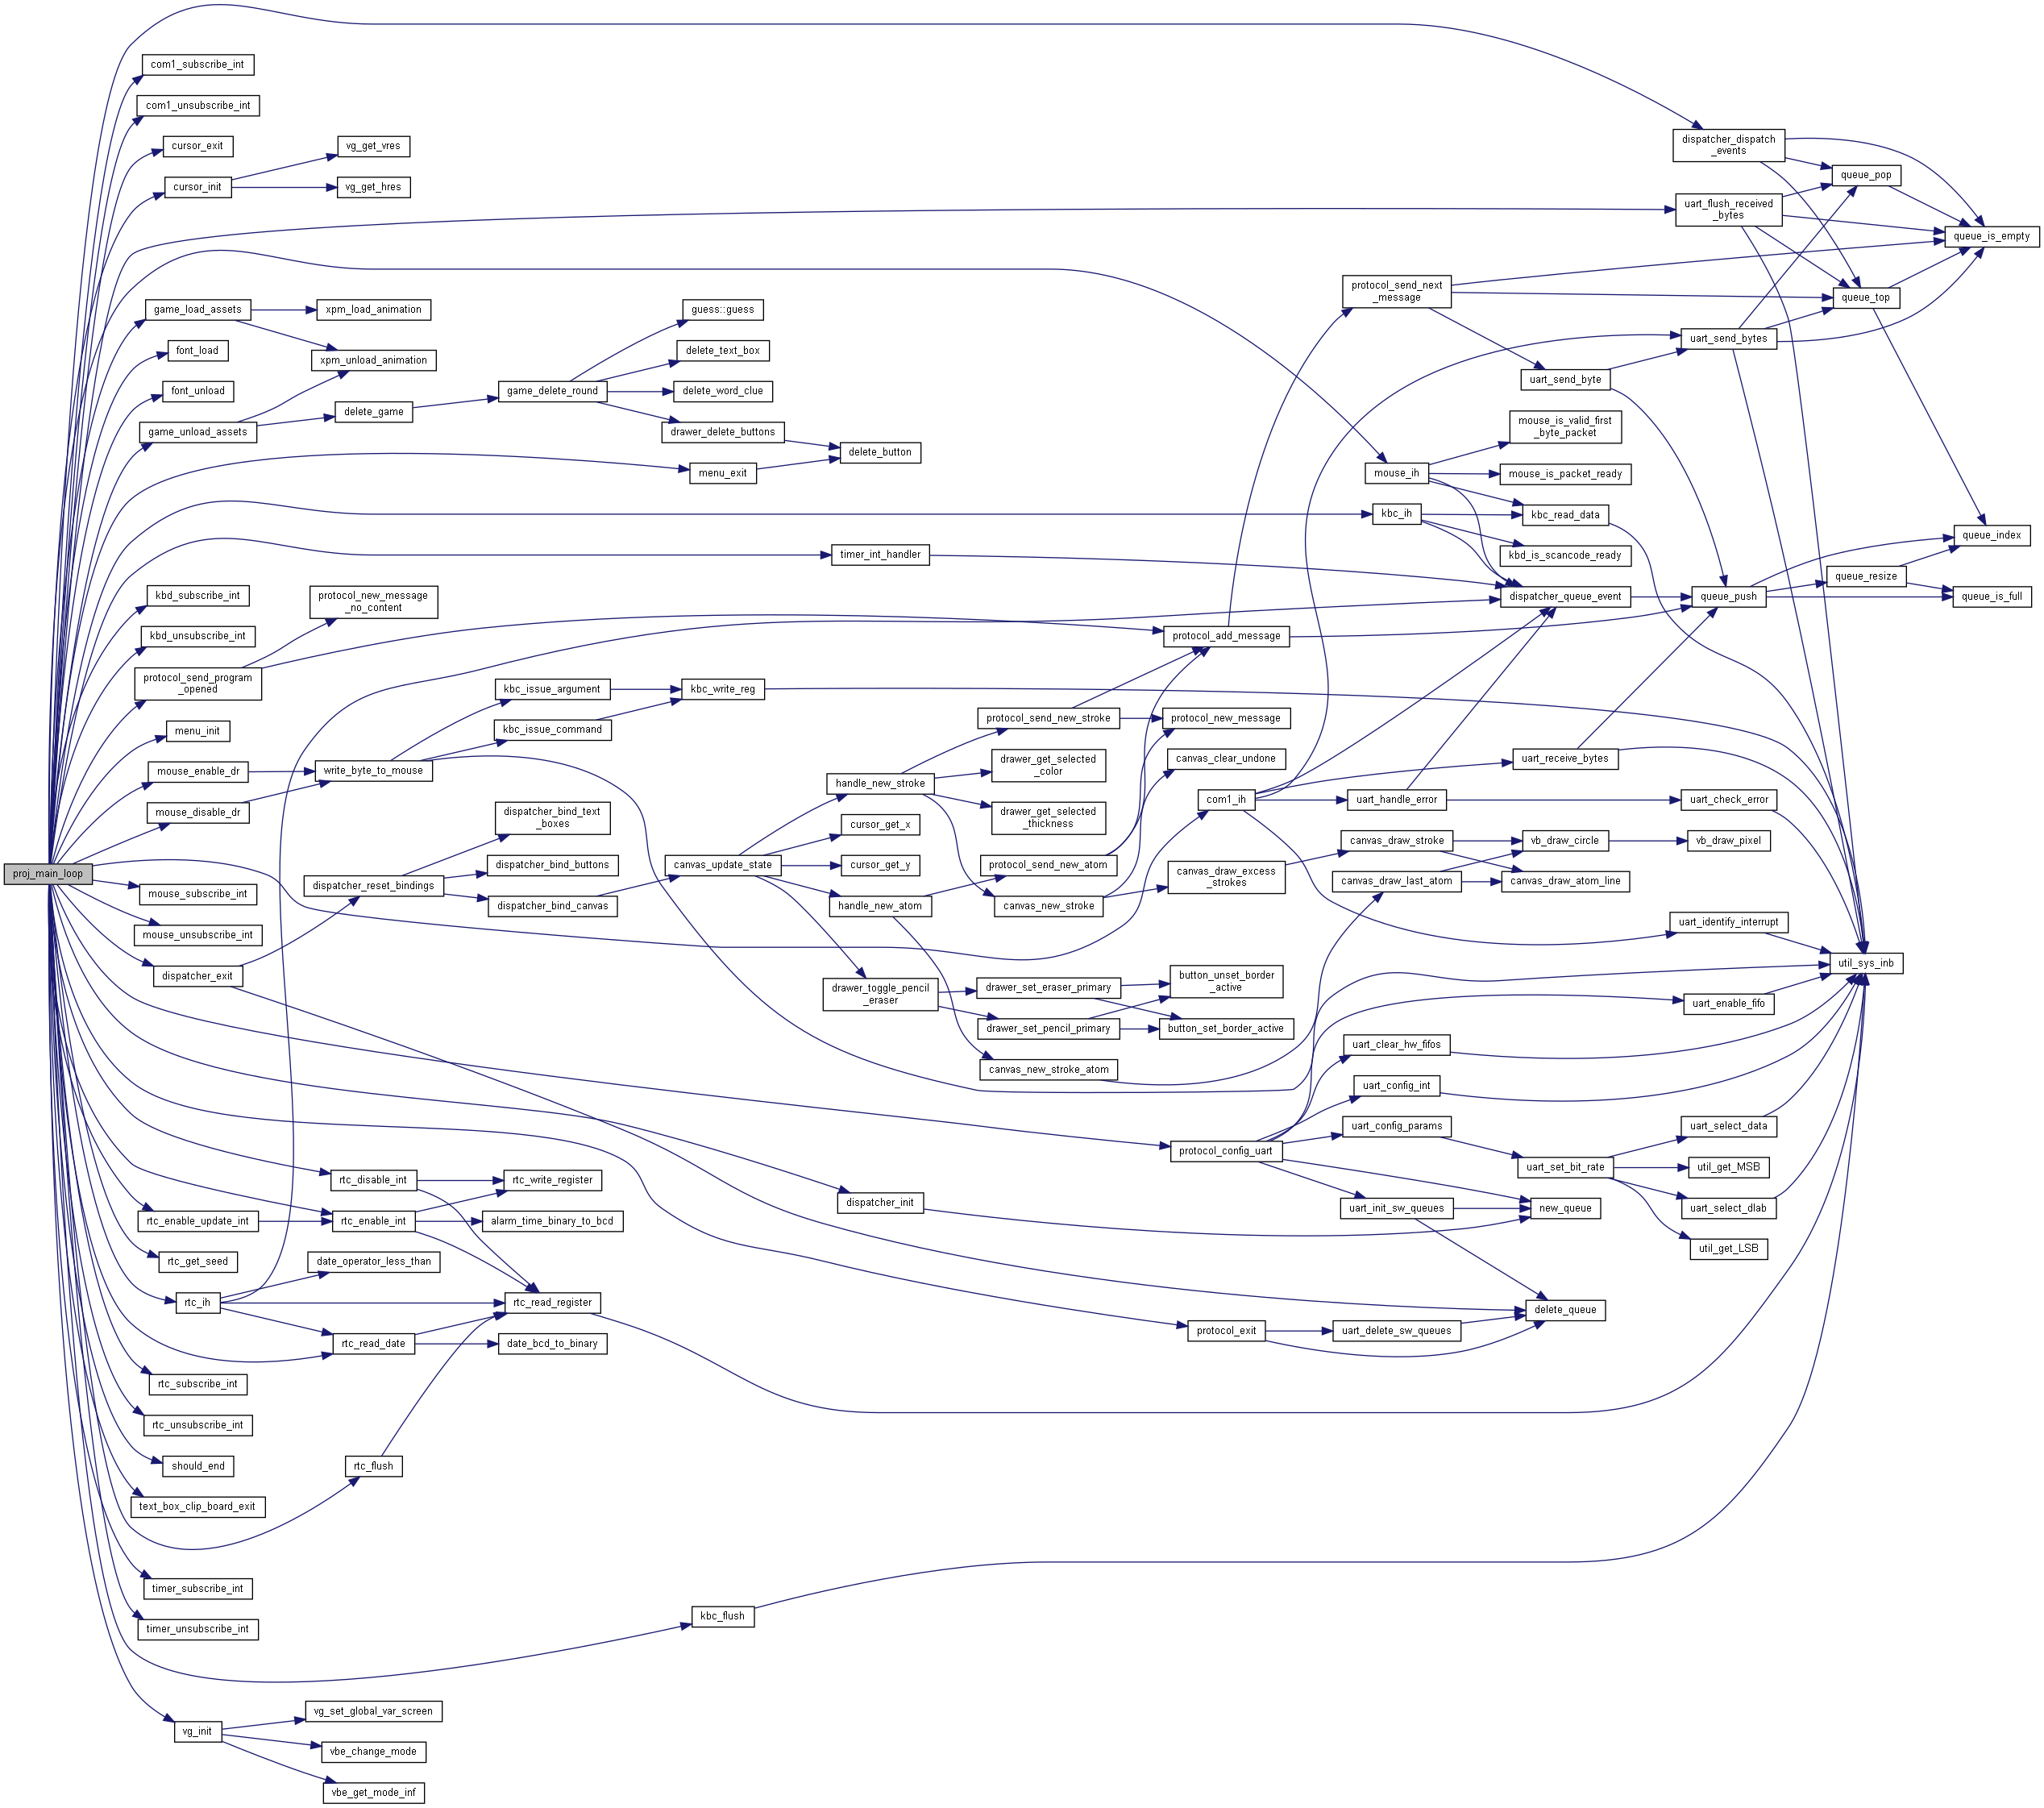 com1_subscribe_int
com1_unsubscribe_int
cursor_exit
vg_get_vres
dispatcher_dispatch
_events
queue_pop
cursor_init
vg_get_hres
uart_flush_received
_bytes
queue_is_empty
protocol_send_next
_message
queue_top
game_load_assets
xpm_load_animation
guess::guess
uart_send_bytes
font_load
xpm_unload_animation
delete_text_box
uart_send_byte
font_unload
game_delete_round
delete_word_clue
delete_game
game_unload_assets
drawer_delete_buttons
mouse_is_valid_first
_byte_packet
delete_button
menu_exit
mouse_ih
mouse_is_packet_ready
kbc_ih
kbc_read_data
queue_index
timer_int_handler
kbd_is_scancode_ready
queue_resize
kbd_subscribe_int
protocol_new_message
_no_content
dispatcher_queue_event
queue_push
queue_is_full
kbd_unsubscribe_int
protocol_add_message
protocol_send_program
_opened
kbc_issue_argument
kbc_write_reg
protocol_send_new_stroke
protocol_new_message
menu_init
kbc_issue_command
drawer_get_selected
_color
canvas_clear_undone
uart_receive_bytes
mouse_enable_dr
write_byte_to_mouse
handle_new_stroke
com1_ih
uart_handle_error
uart_check_error
mouse_disable_dr
dispatcher_bind_text
_boxes
drawer_get_selected
_thickness
cursor_get_x
canvas_draw_stroke
vb_draw_circle
vb_draw_pixel
proj_main_loop
dispatcher_bind_buttons
canvas_update_state
cursor_get_y
protocol_send_new_atom
canvas_draw_excess
_strokes
canvas_draw_last_atom
canvas_draw_atom_line
mouse_subscribe_int
dispatcher_reset_bindings
dispatcher_bind_canvas
handle_new_atom
canvas_new_stroke
uart_identify_interrupt
mouse_unsubscribe_int
util_sys_inb
dispatcher_exit
drawer_toggle_pencil
_eraser
drawer_set_eraser_primary
button_unset_border
_active
uart_enable_fifo
drawer_set_pencil_primary
button_set_border_active
uart_clear_hw_fifos
canvas_new_stroke_atom
uart_config_int
uart_config_params
uart_select_data
protocol_config_uart
uart_set_bit_rate
util_get_MSB
rtc_disable_int
rtc_write_register
dispatcher_init
uart_init_sw_queues
new_queue
uart_select_dlab
rtc_enable_update_int
rtc_enable_int
alarm_time_binary_to_bcd
util_get_LSB
rtc_get_seed
date_operator_less_than
rtc_ih
rtc_read_register
delete_queue
protocol_exit
uart_delete_sw_queues
rtc_read_date
date_bcd_to_binary
rtc_subscribe_int
rtc_unsubscribe_int
should_end
rtc_flush
text_box_clip_board_exit
timer_subscribe_int
kbc_flush
timer_unsubscribe_int
vg_set_global_var_screen
vg_init
vbe_change_mode
vbe_get_mode_inf